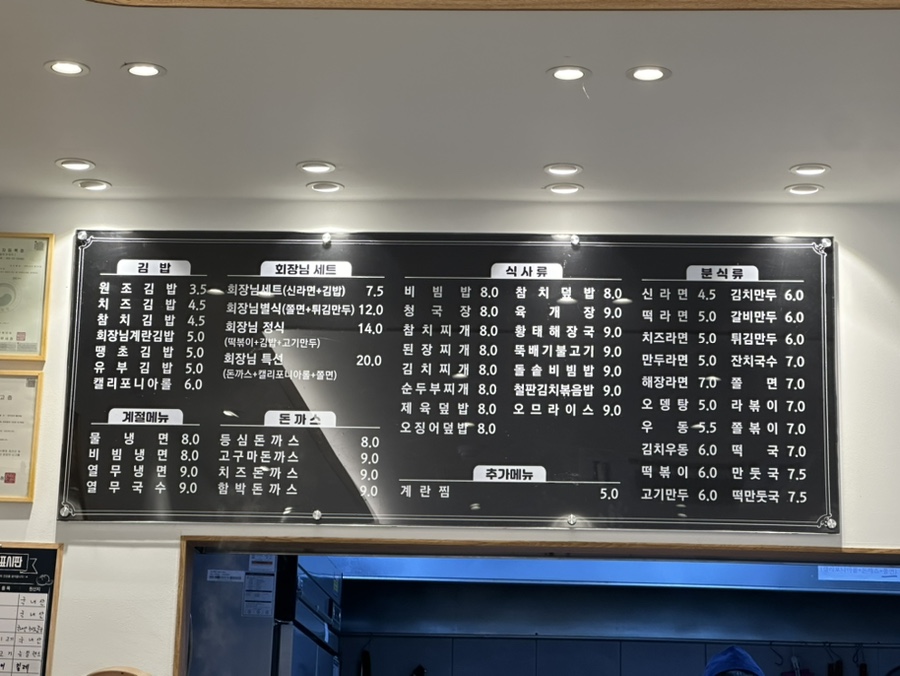 김 밥
원 조 김 밥 3.5
치 즈 김 밥 4.5
참 치 김 밥 4.5
회장님계란김밥 5.0
땡 초 김 밥 5.0
유 부 김 밥 5.0
캘리포니아롤 6.0
계절메뉴
물 냉 면 8.0
비 빔 냉 면 8.0
열 무 냉 면 9.0
열 무 국 수 9.0
회장님 세트
회장님세트(신라면+김밥) 7.5
회장님별식(쫄면+튀김만두) 12.0
회장님 정식 14.0
(떡볶이+김밥+고기만두)
회장님 특선 20.0
(돈까스+캘리포니아롤+쫄면)
돈 까 스
등 심 돈 까 스 8.0
고구마돈까스 9.0
치 즈 돈 까 스 9.0
함 박 돈 까 스 9.0
식 사 류
비 빔 밥 8.0 참 치 덮 밥 8.0
청 국 장 8.0 육 개 장 9.0
참 치 찌 개 8.0 황 태 해 장 국 9.0
된 장 찌 개 8.0 뚝배기불고기 9.0
김 치 찌 개 8.0 돌 솥 비 빔 밥 9.0
순두부찌개 8.0 철판김치볶음밥 9.0
제 육 덮 밥 8.0 오 므 라 이 스 9.0
오징어덮밥 8.0
추가메뉴
계 란 찜 5.0
분 식 류
신 라 면 4.5 김치만두 6.0
떡 라 면 5.0 갈비만두 6.0
치즈라면 5.0 튀김만두 6.0
만두라면 5.0 잔치국수 7.0
해장라면 7.0 쫄 면 7.0
오 뎅 탕 5.0 라 볶 이 7.0
우 동 5.5 쫄 볶 이 7.0
김치우동 6.0 떡 국 7.0
떡 볶 이 6.0 만 둣 국 7.5
고기만두 6.0 떡만둣국 7.5
표시판